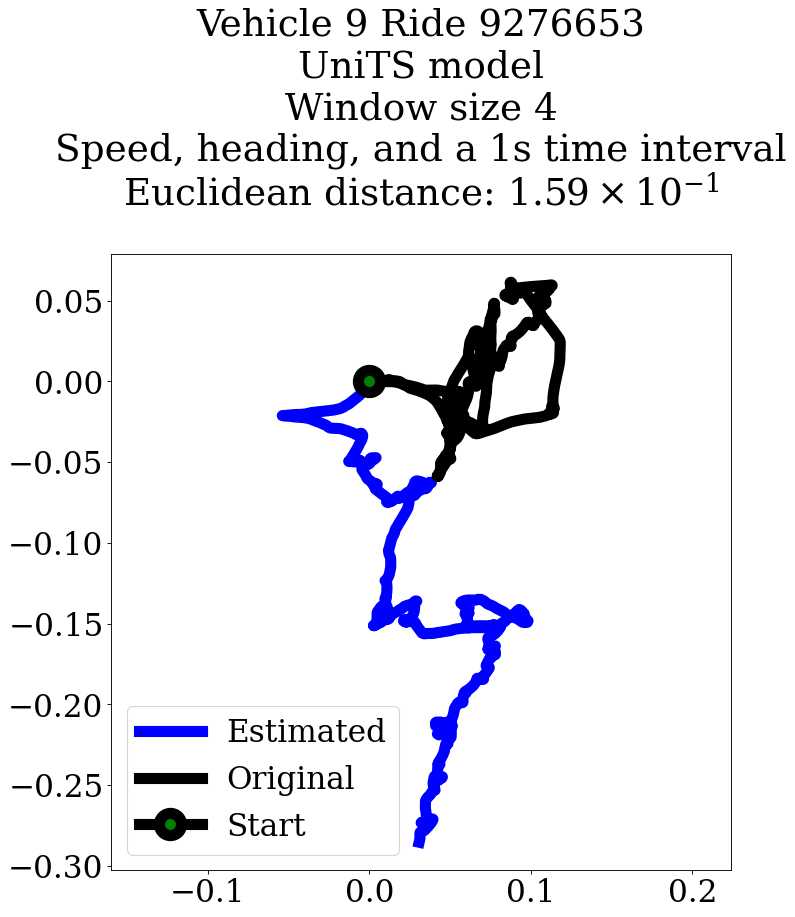 Vehicle 9 Ride 9276653
UniTS model
Window size 4
Speed, heading, and a 1s time interval
Euclidean distance: 1.59 × 10⁻¹
0.05
0.00
−0.05
−0.10
−0.15
−0.20
−0.25
−0.30
Estimated
Original
Start
−0.1
0.0
0.1
0.2